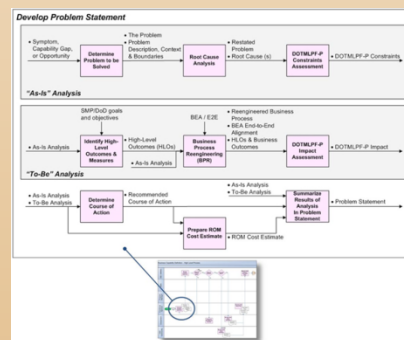 Develop Problem Statement
• Symptom,
Capability Gap,
or Opportunity
Determine
Problem to be
Solved
• The Problem
• Problem
Description, Context
& Boundaries
Root Cause
Analysis
• Restated
Problem
• Root Cause (s)
DOTMLPF-P
Constraints
Assessment
• DOTMLPF-P Constraints
"As-Is" Analysis
SMP/DoD goals
and objectives
• As-Is Analysis
Identify High-
Level
Outcomes &
Measures
• High-Level
Outcomes (HLOs)
• As-Is Analysis
BEA / E2E
Business
Process
Reengineering
(BPR)
• Reengineered Business
Process
• BEA End-to-End
Alignment
• HLOs & Business
Outcomes
DOTMLPF-P
Impact
Assessment
• DOTMLPF-P Impact
"To-Be" Analysis
• As-Is Analysis
• To-Be Analysis
Determine
Course of
Action
• Recommended
Course of Action
Prepare ROM
Cost Estimate
• ROM Cost Estimate
• As-Is Analysis
• To-Be Analysis
Summarize
Results of
Analysis
In Problem
Statement
• Problem Statement